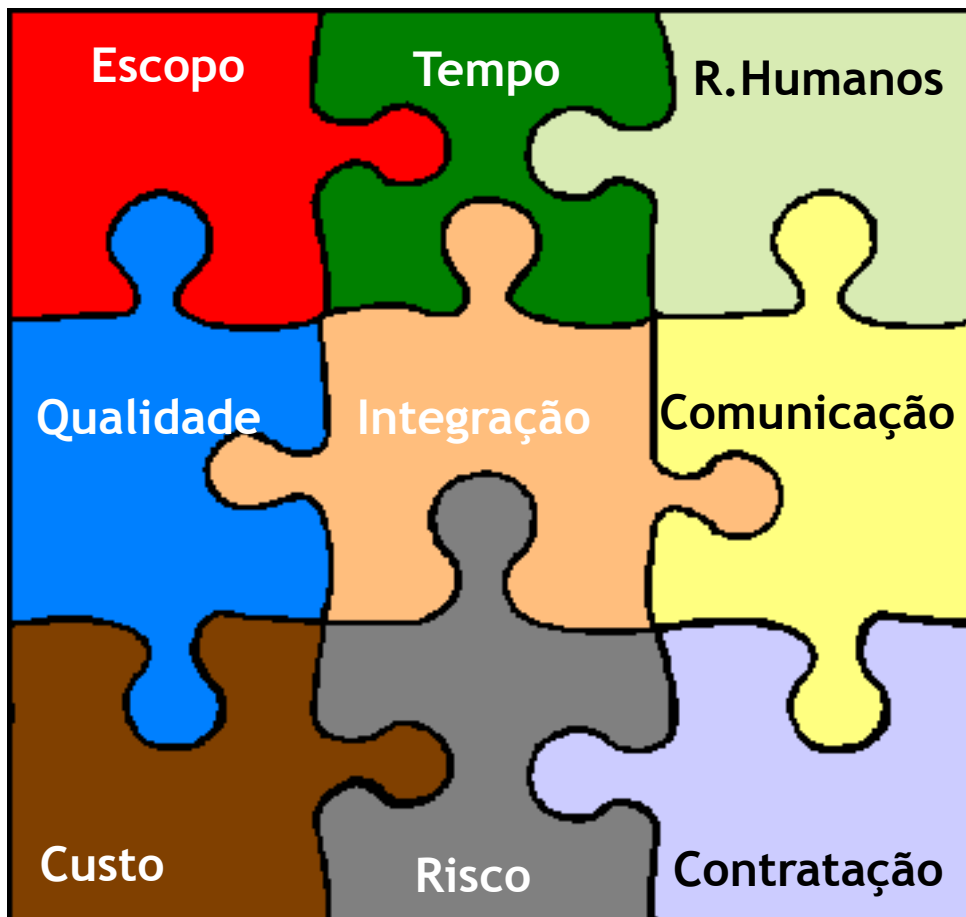 Escopo
Tempo
R.Humanos
Qualidade
Integração
Comunicação
Custo
Risco
Contratação